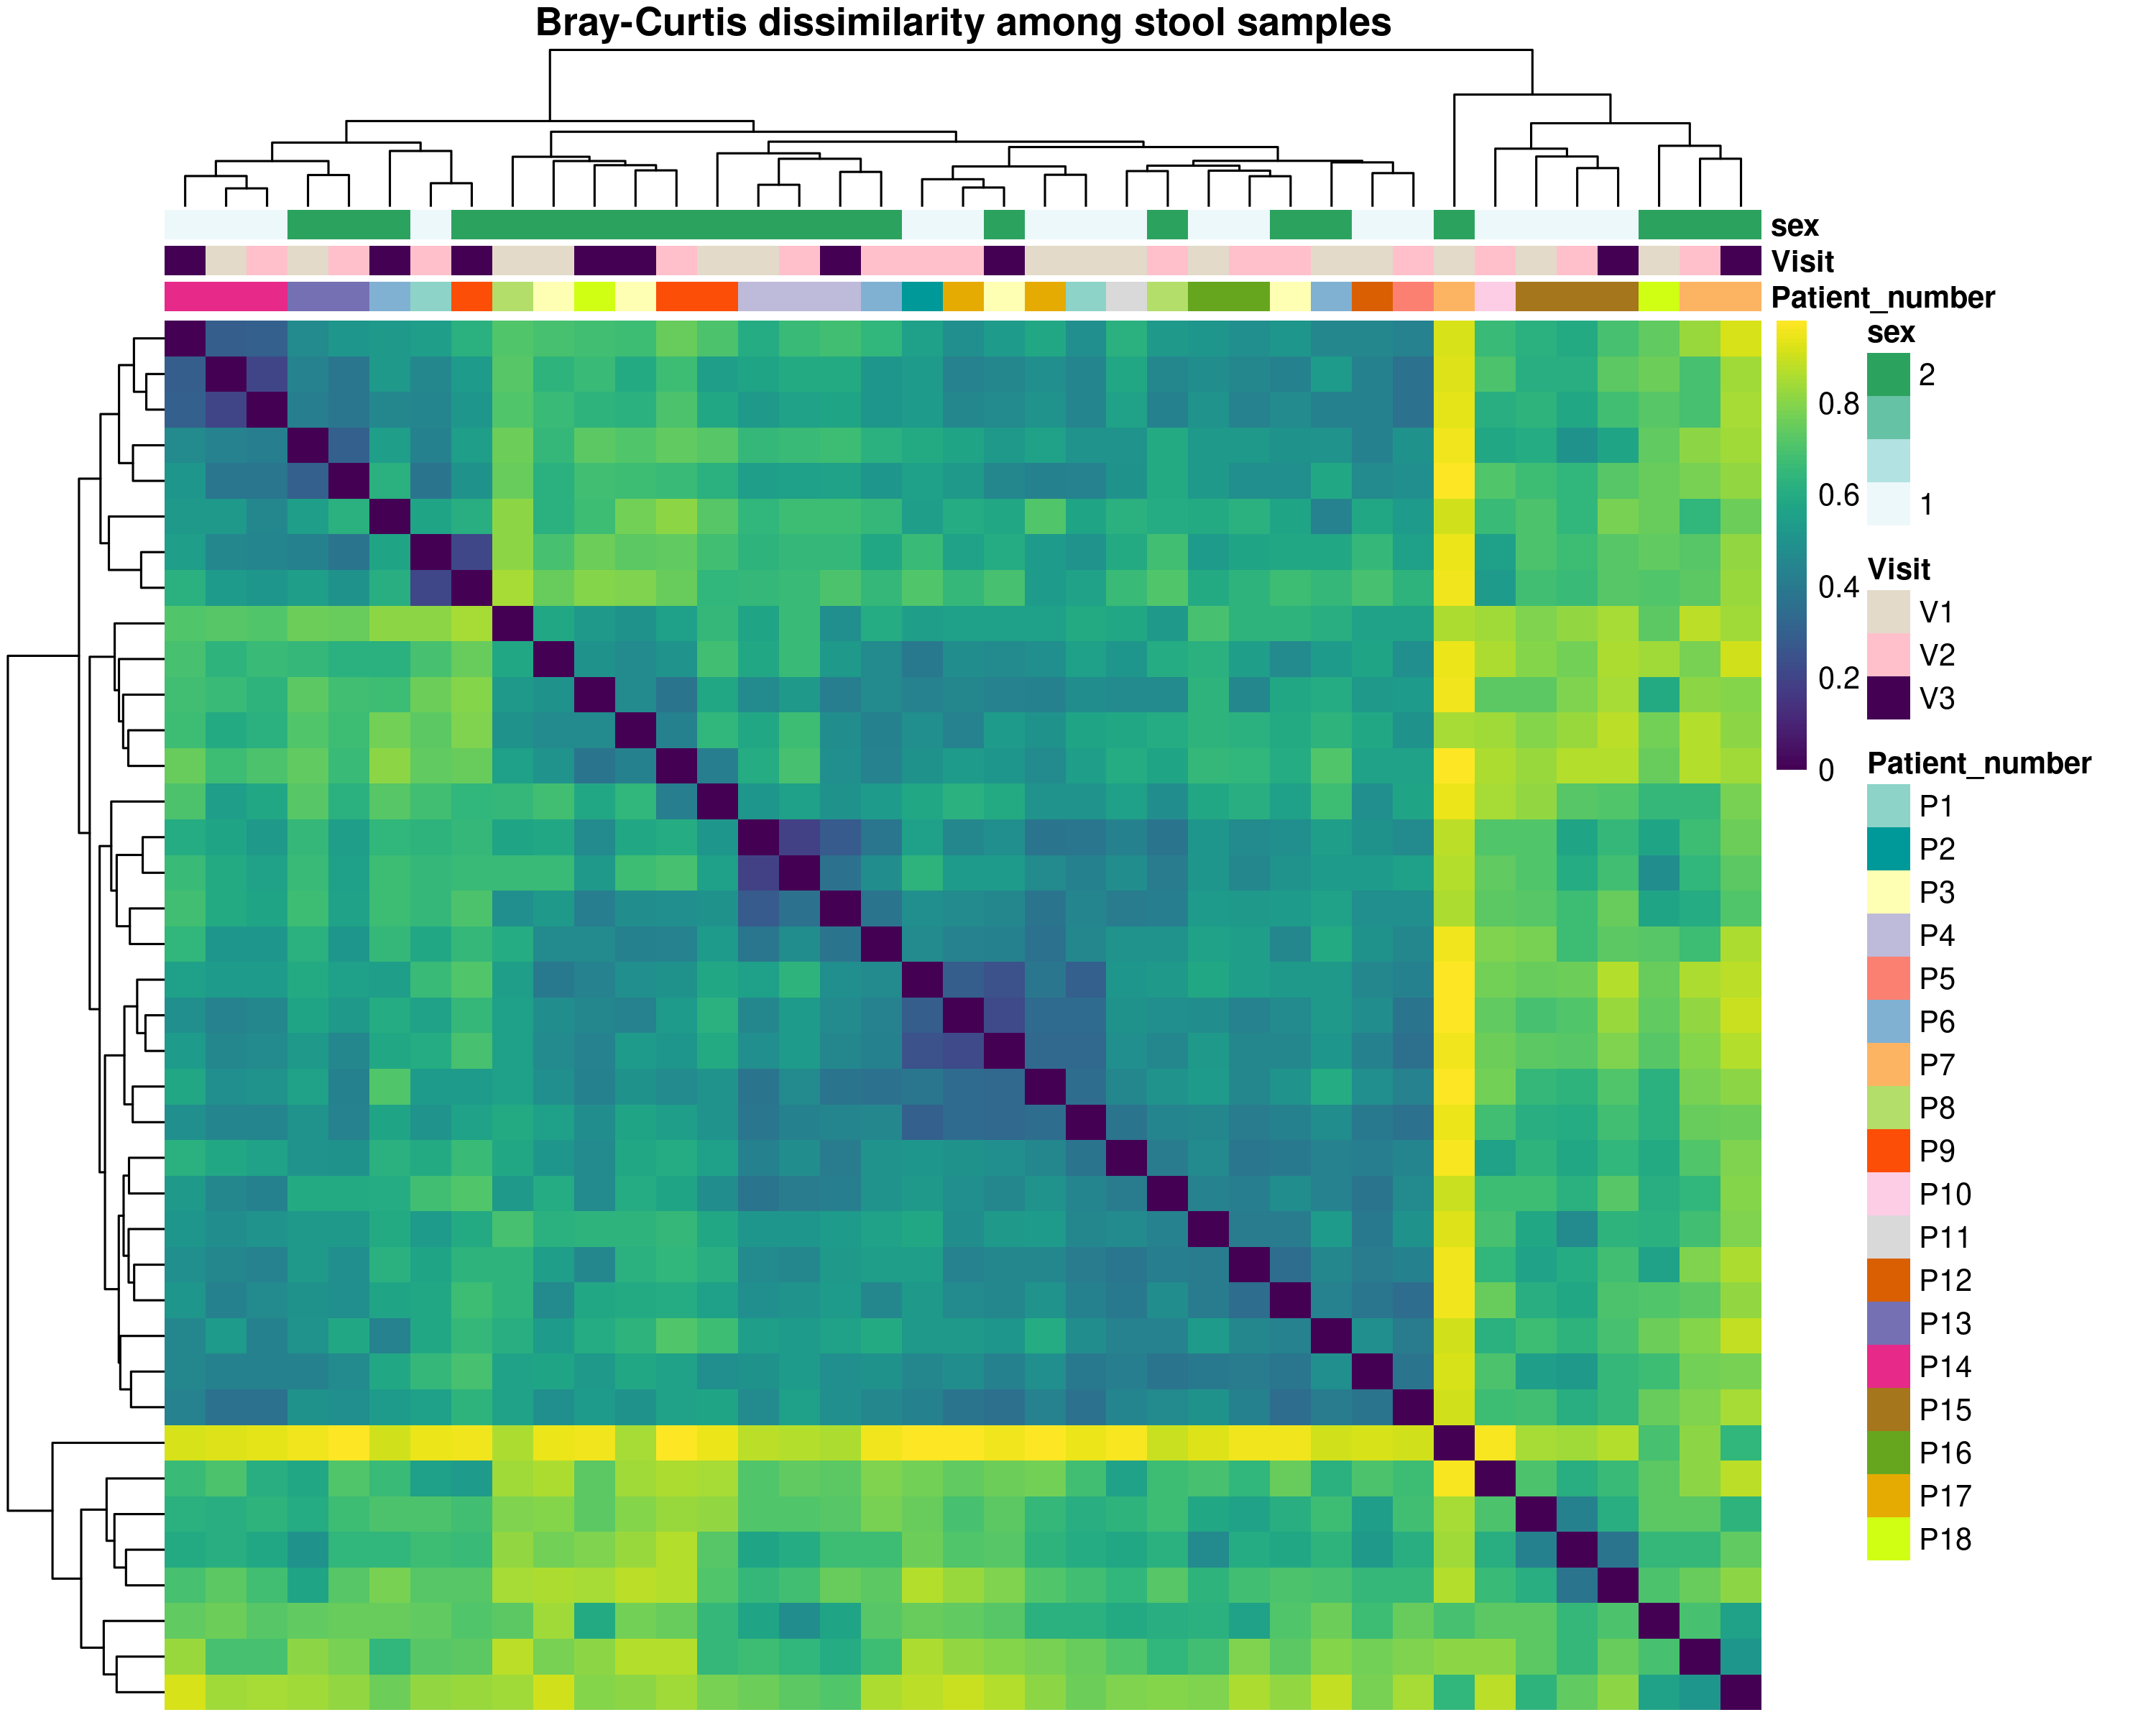 Bray-Curtis dissimilarity among stool samples
sex
Visit
Patient_number
0.8
0.6
0.4
0.2
0
sex
2
1
Visit
V1
V2
V3
Patient_number
P1
P2
P3
P4
P5
P6
P7
P8
P9
P10
P11
P12
P13
P14
P15
P16
P17
P18